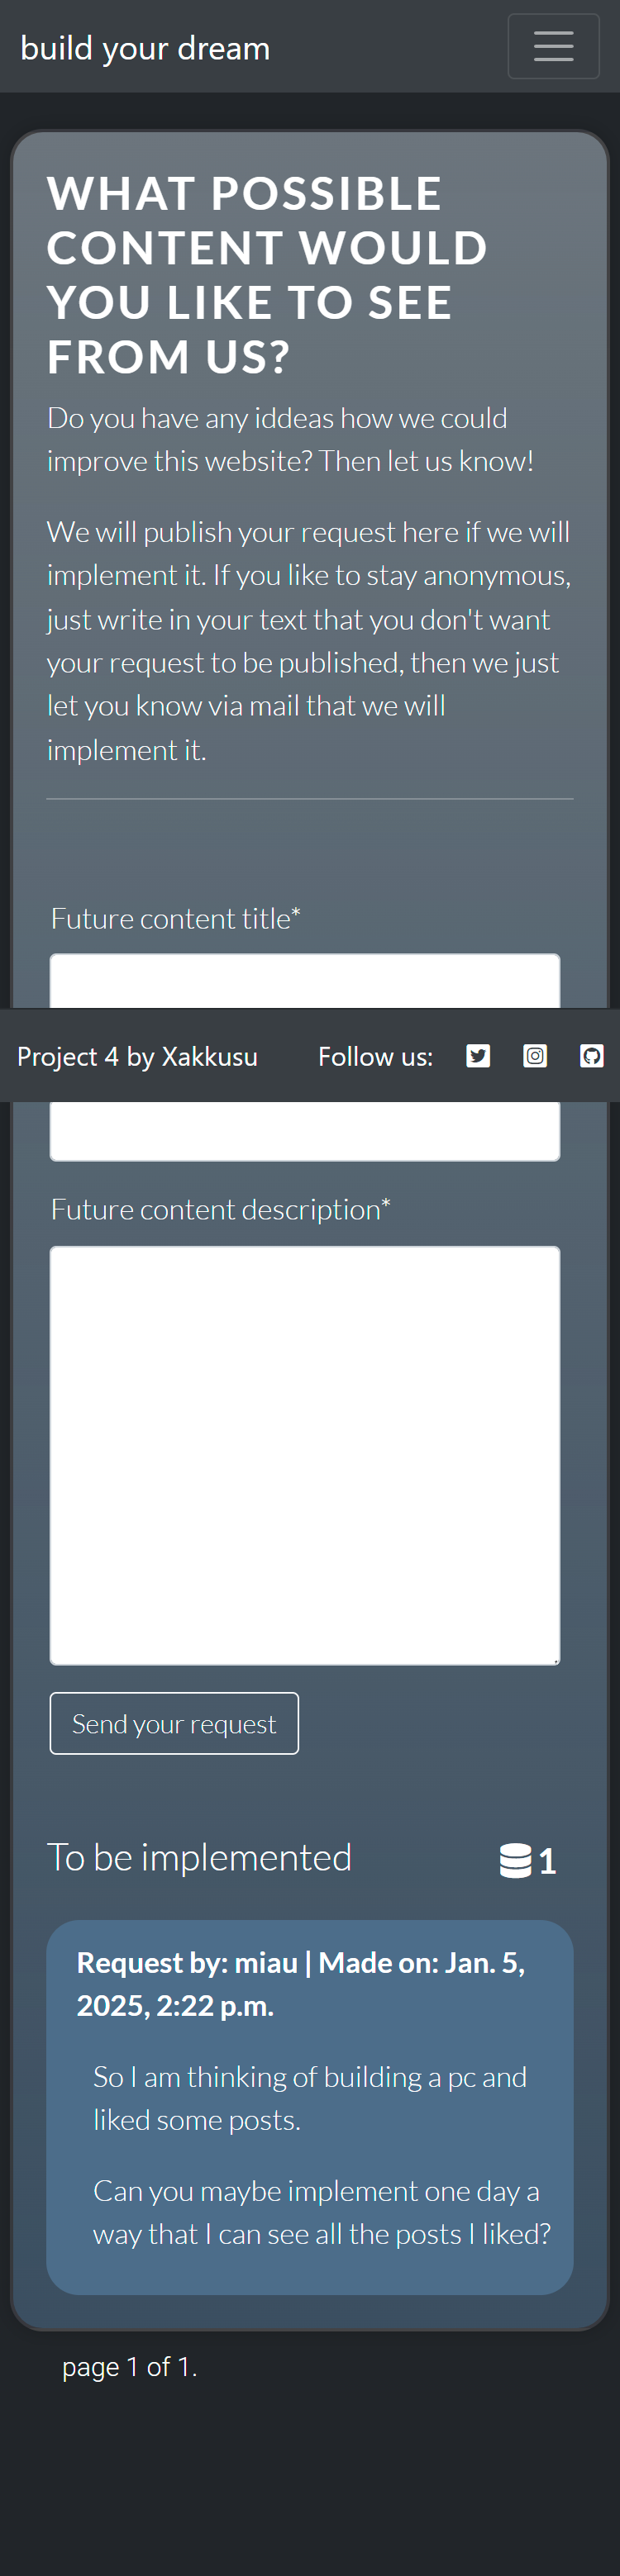 build your dream
WHAT POSSIBLE
CONTENT WOULD
YOU LIKE TO SEE
FROM US?
Do you have any iddeas how we could
improve this website? Then let us know!
We will publish your request here if we will
implement it. If you like to stay anonymous,
just write in your text that you don't want
your request to be published, then we just
let you know via mail that we will
implement it.
Future content title*
Project 4 by Xakkusu Follow us:
Future content description*
Send your request
To be implemented 1
Request by: miau | Made on: Jan. 5,
2025, 2:22 p.m.
So I am thinking of building a pc and
liked some posts.
Can you maybe implement one day a
way that I can see all the posts I liked?
page 1 of 1.